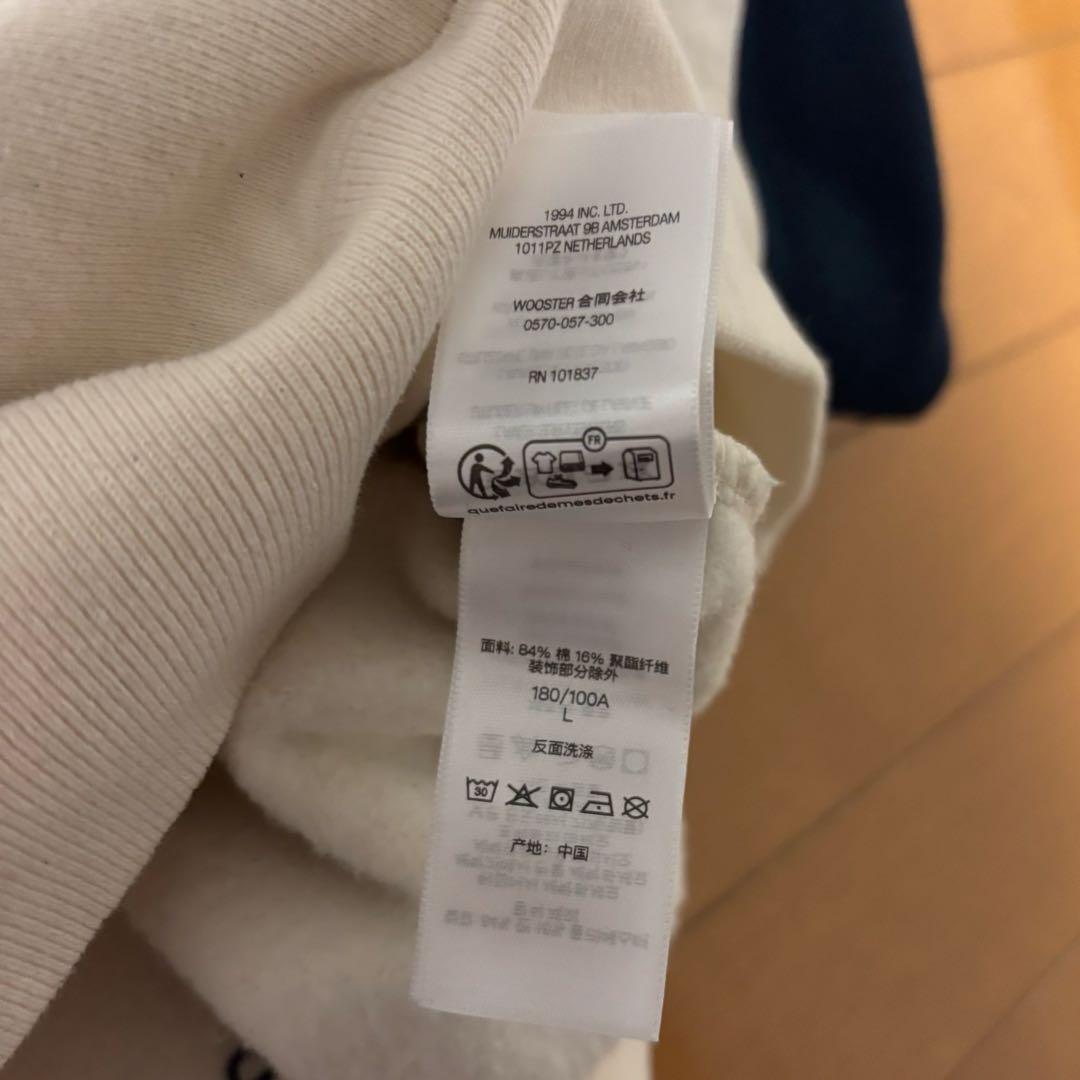 1994 INC. LTD.
MUIDERSTRAAT 9B AMSTERDAM
1011PZ NETHERLANDS
WOOSTER 合同会社
0570-057-300
RN 101837
FR
quefairedemesdechets.fr
面料: 84% 棉 16% 聚酯纤维
装饰部分除外
180/100A
L
反面洗涤
30
产地: 中国